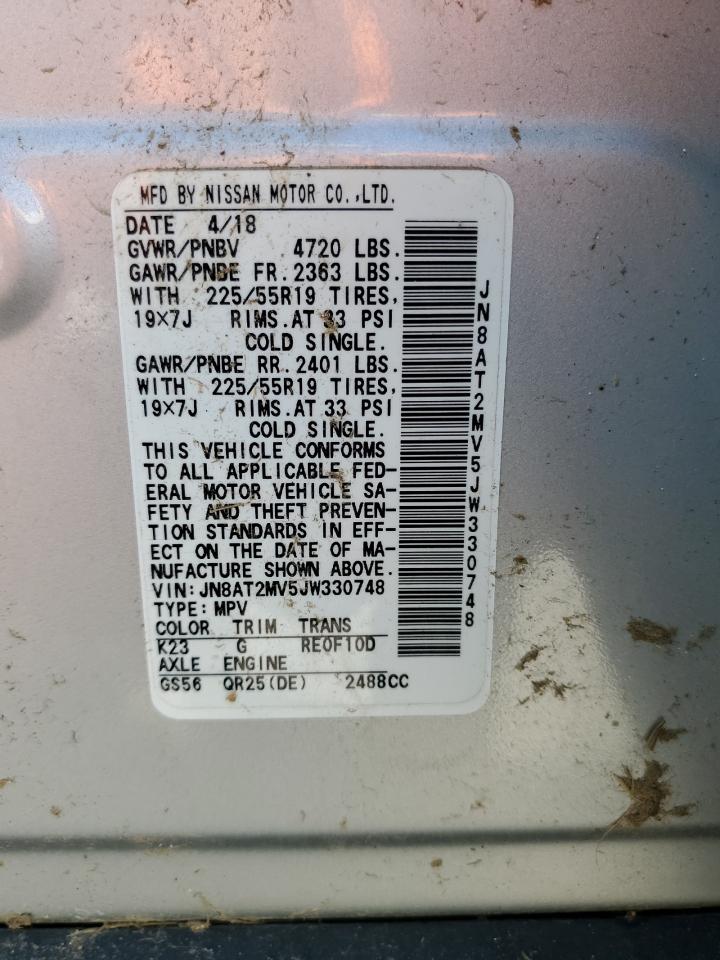 MFD BY NISSAN MOTOR CO.,LTD.
DATE 4/18
GVWR/PNBV 4720 LBS.
GAWR/PNBE FR. 2363 LBS.
WITH 225/55R19 TIRES,
19×7J RIMS. AT 33 PSI
COLD SINGLE.
GAWR/PNBE RR. 2401 LBS.
WITH 225/55R19 TIRES,
19×7J RIMS. AT 33 PSI
COLD SINGLE.
THIS VEHICLE CONFORMS
TO ALL APPLICABLE FED-
ERAL MOTOR VEHICLE SA-
FETY AND THEFT PREVEN-
TION STANDARDS IN EFF-
ECT ON THE DATE OF MA-
NUFACTURE SHOWN ABOVE.
VIN:JN8AT2MV5JW330748
TYPE:MPV
COLOR TRIM TRANS
K23 G RE0F10D
AXLE ENGINE
GS56 QR25(DE) 2488CC
JN8AT2MV5JW330748